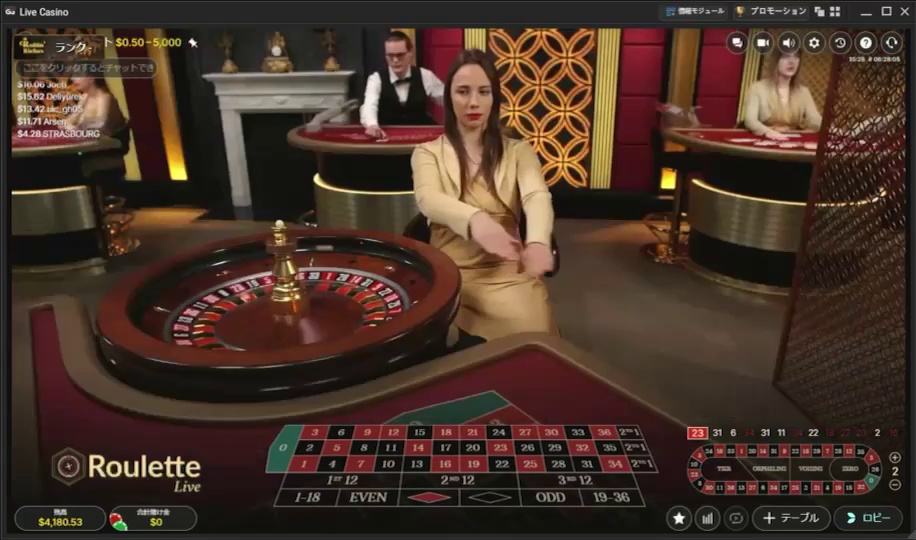 Live Casino
情報モジュール
プロモーション
Robin Riches
ランク
$0.50 – 5,000
ここをクリックするとチャットでき
$15.62 Deliyürek
$11.71 Arsen
$4.28 STRASBOURG
Roulette
Live
0
3 6 9 12 15 18 21 24 27 30 33 36 2 TO 1
2 5 8 11 14 17 20 23 26 29 32 35 2 TO 1
1 4 7 10 13 16 19 22 25 28 31 34 2 TO 1
1ST 12 2ND 12 3RD 12
1-18 EVEN ODD 19-36
23 31 6 34 31 11 34 22
TIER ORPHELINS VOISINS ZERO
2
残高
$4,180.53
合計賭け金
$0
テーブル
ロビー